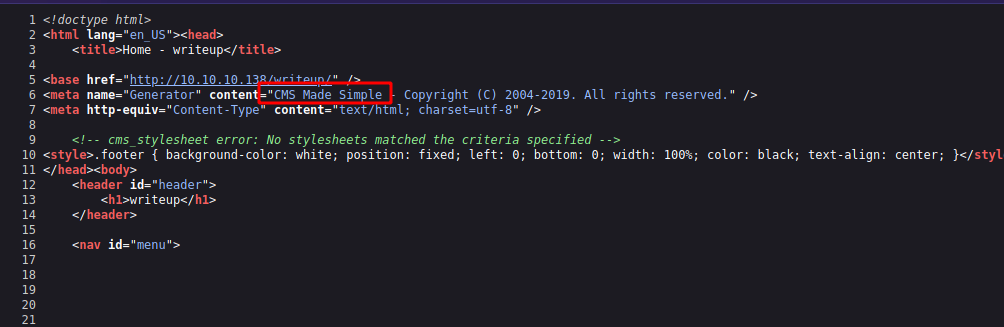 1 <!doctype html>
2 <html lang="en_US"><head>
3 <title>Home - writeup</title>
4
5 <base href="http://10.10.10.138/writeup/" />
6 <meta name="Generator" content="CMS Made Simple - Copyright (C) 2004-2019. All rights reserved." />
7 <meta http-equiv="Content-Type" content="text/html; charset=utf-8" />
8
9 <!-- cms_stylesheet error: No stylesheets matched the criteria specified -->
10 <style>.footer { background-color: white; position: fixed; left: 0; bottom: 0; width: 100%; color: black; text-align: center; }</styl
11 </head><body>
12 <header id="header">
13 <h1>writeup</h1>
14 </header>
15
16 <nav id="menu">
17
18
19
20
21